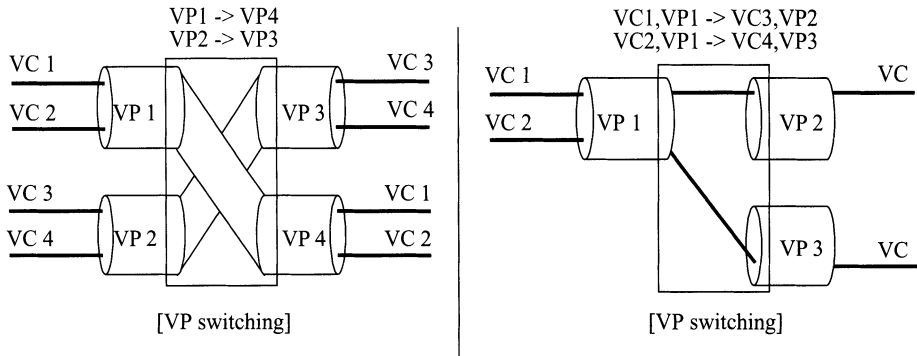 VP1 -> VP4
VP2 -> VP3
VC 1
VC 2
VP 1
VP 3
VC 3
VC 4
VC 3
VC 4
VP 2
VP 4
VC 1
VC 2
[VP switching]
VC1,VP1 -> VC3,VP2
VC2,VP1 -> VC4,VP3
VC 1
VC 2
VP 1
VP 2
VC
VP 3
VC
[VP switching]